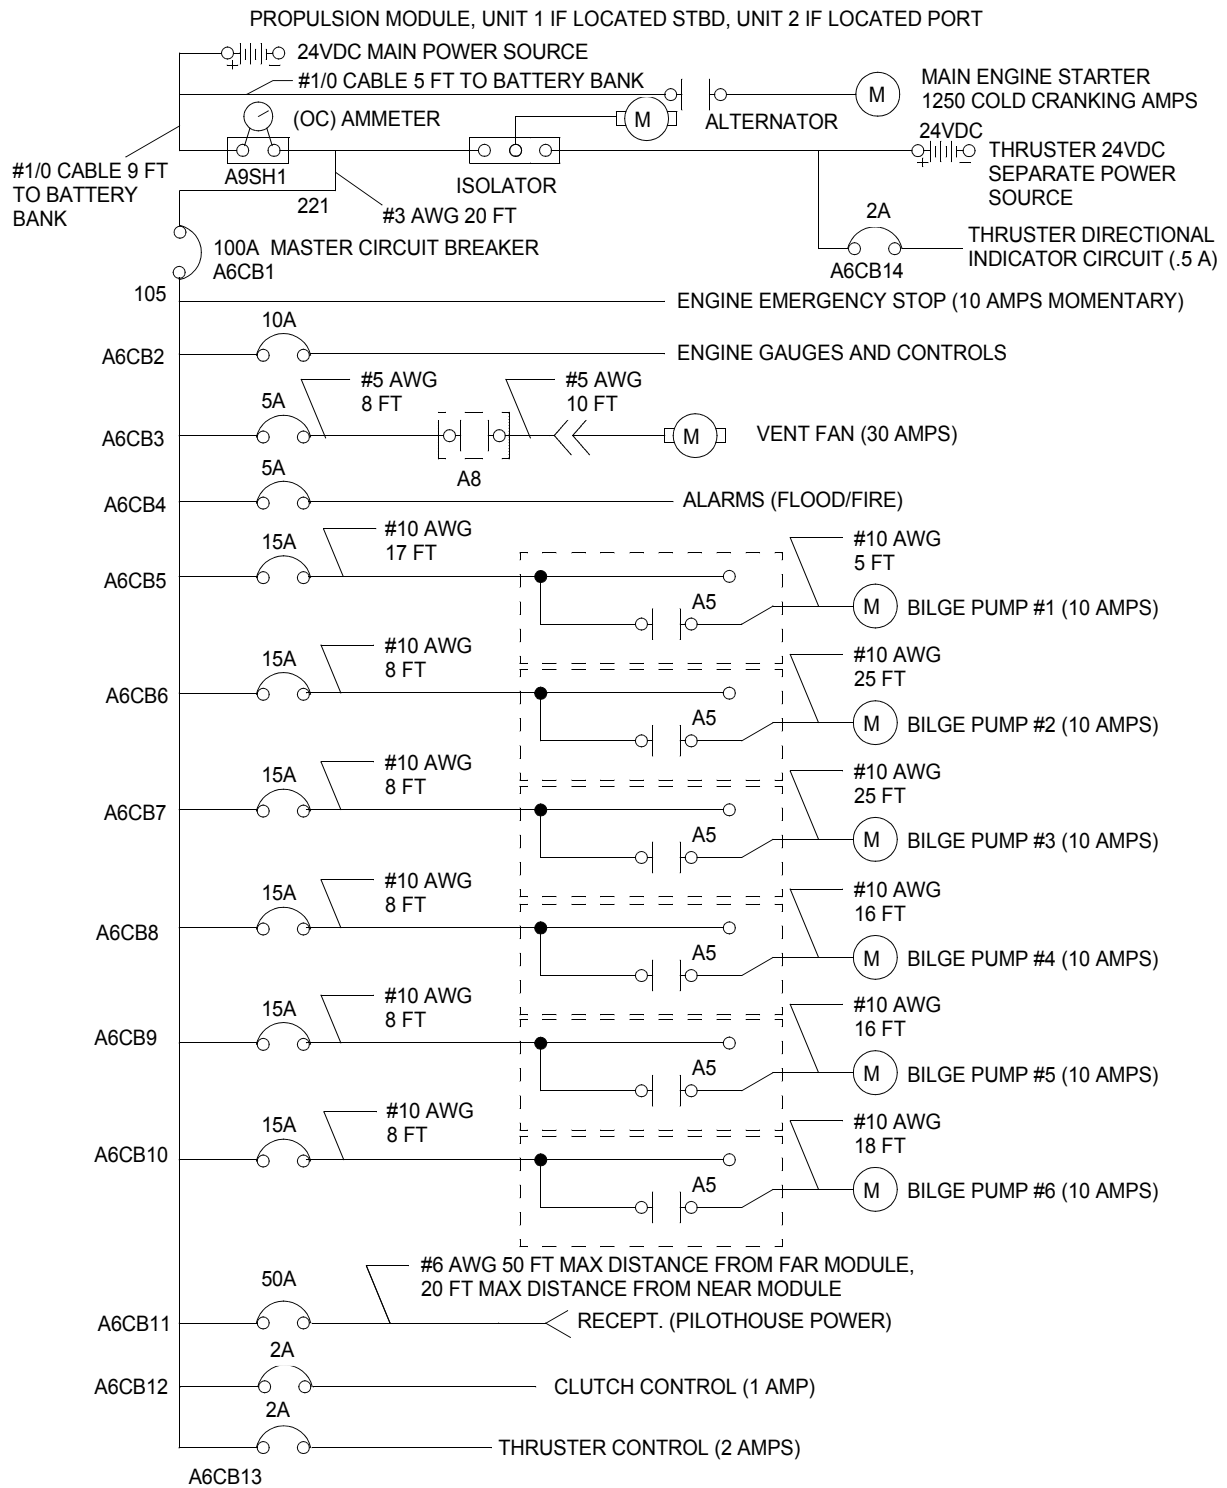 PROPULSION MODULE, UNIT 1 IF LOCATED STBD, UNIT 2 IF LOCATED PORT
24VDC MAIN POWER SOURCE
+ −
#1/0 CABLE 5 FT TO BATTERY BANK
MAIN ENGINE STARTER
1250 COLD CRANKING AMPS
M
(OC) AMMETER
M
ALTERNATOR
24VDC
+ −
THRUSTER 24VDC
SEPARATE POWER
SOURCE
#1/0 CABLE 9 FT
TO BATTERY
BANK
A9SH1
ISOLATOR
221
#3 AWG 20 FT
2A
A6CB14
THRUSTER DIRECTIONAL
INDICATOR CIRCUIT (.5 A)
100A MASTER CIRCUIT BREAKER
A6CB1
105
ENGINE EMERGENCY STOP (10 AMPS MOMENTARY)
10A
A6CB2
ENGINE GAUGES AND CONTROLS
#5 AWG
8 FT
#5 AWG
10 FT
5A
A6CB3
A8
M
VENT FAN (30 AMPS)
5A
A6CB4
ALARMS (FLOOD/FIRE)
#10 AWG
17 FT
15A
A6CB5
A5
#10 AWG
5 FT
M
BILGE PUMP #1 (10 AMPS)
#10 AWG
8 FT
15A
A6CB6
A5
#10 AWG
25 FT
M
BILGE PUMP #2 (10 AMPS)
#10 AWG
8 FT
15A
A6CB7
A5
#10 AWG
25 FT
M
BILGE PUMP #3 (10 AMPS)
#10 AWG
8 FT
15A
A6CB8
A5
#10 AWG
16 FT
M
BILGE PUMP #4 (10 AMPS)
#10 AWG
8 FT
15A
A6CB9
A5
#10 AWG
16 FT
M
BILGE PUMP #5 (10 AMPS)
#10 AWG
8 FT
15A
A6CB10
A5
#10 AWG
18 FT
M
BILGE PUMP #6 (10 AMPS)
#6 AWG 50 FT MAX DISTANCE FROM FAR MODULE,
20 FT MAX DISTANCE FROM NEAR MODULE
50A
A6CB11
RECEPT. (PILOTHOUSE POWER)
2A
A6CB12
CLUTCH CONTROL (1 AMP)
2A
THRUSTER CONTROL (2 AMPS)
A6CB13